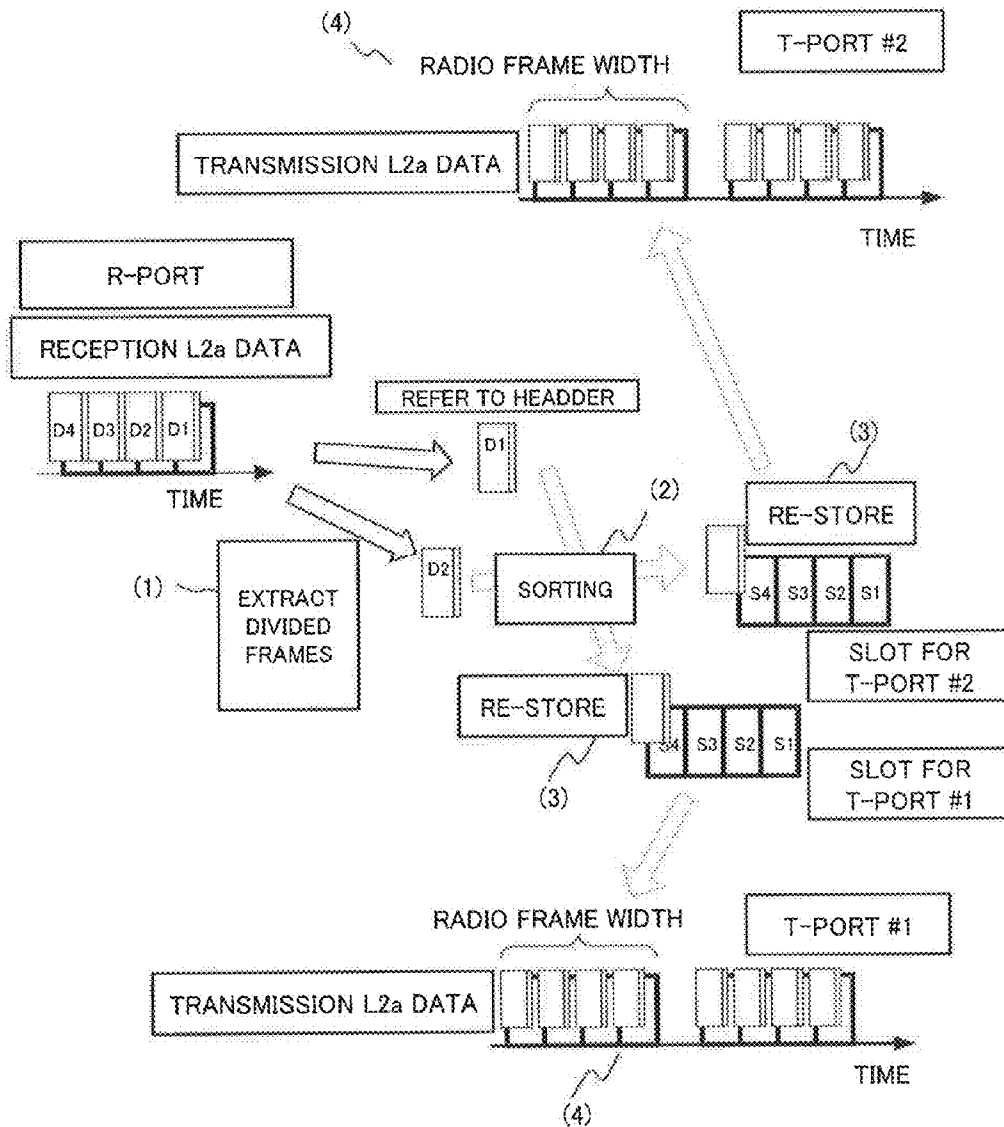 (4)
T-PORT #2
RADIO FRAME WIDTH
TRANSMISSION L2a DATA
TIME
R-PORT
RECEPTION L2a DATA
REFER TO HEADDER
D4 D3 D2 D1
D1
(3)
TIME
(2)
RE-STORE
(1)
EXTRACT
DIVIDED
FRAMES
D2
SORTING
S4 S3 S2 S1
SLOT FOR
T-PORT #2
RE-STORE
S4 S3 S2 S1
(3)
SLOT FOR
T-PORT #1
RADIO FRAME WIDTH
T-PORT #1
TRANSMISSION L2a DATA
TIME
(4)